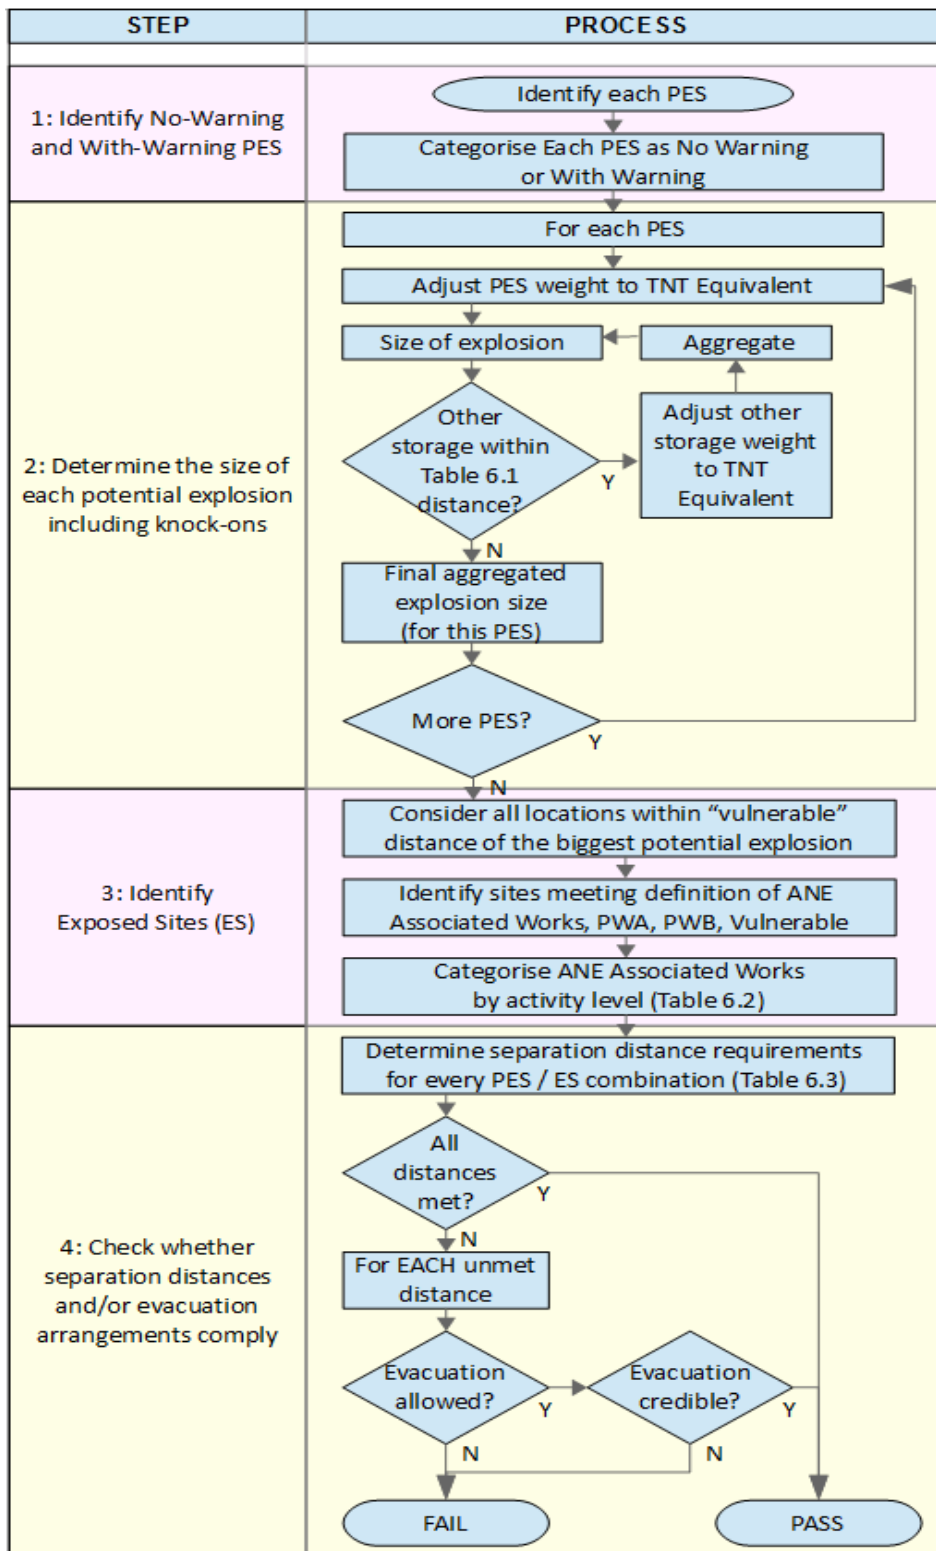 STEP
PROCESS
1: Identify No-Warning
and With-Warning PES
Identify each PES
Categorise Each PES as No Warning
or With Warning
2: Determine the size of
each potential explosion
including knock-ons
For each PES
Adjust PES weight to TNT Equivalent
Size of explosion
Aggregate
Other
storage within
Table 6.1
distance?
Y
Adjust other
storage weight
to TNT
Equivalent
N
Final aggregated
explosion size
(for this PES)
More PES?
Y
N
3: Identify
Exposed Sites (ES)
Consider all locations within “vulnerable”
distance of the biggest potential explosion
Identify sites meeting definition of ANE
Associated Works, PWA, PWB, Vulnerable
Categorise ANE Associated Works
by activity level (Table 6.2)
4: Check whether
separation distances
and/or evacuation
arrangements comply
Determine separation distance requirements
for every PES / ES combination (Table 6.3)
All
distances
met?
Y
N
For EACH unmet
distance
Evacuation
allowed?
Y
Evacuation
credible?
Y
N
N
FAIL
PASS